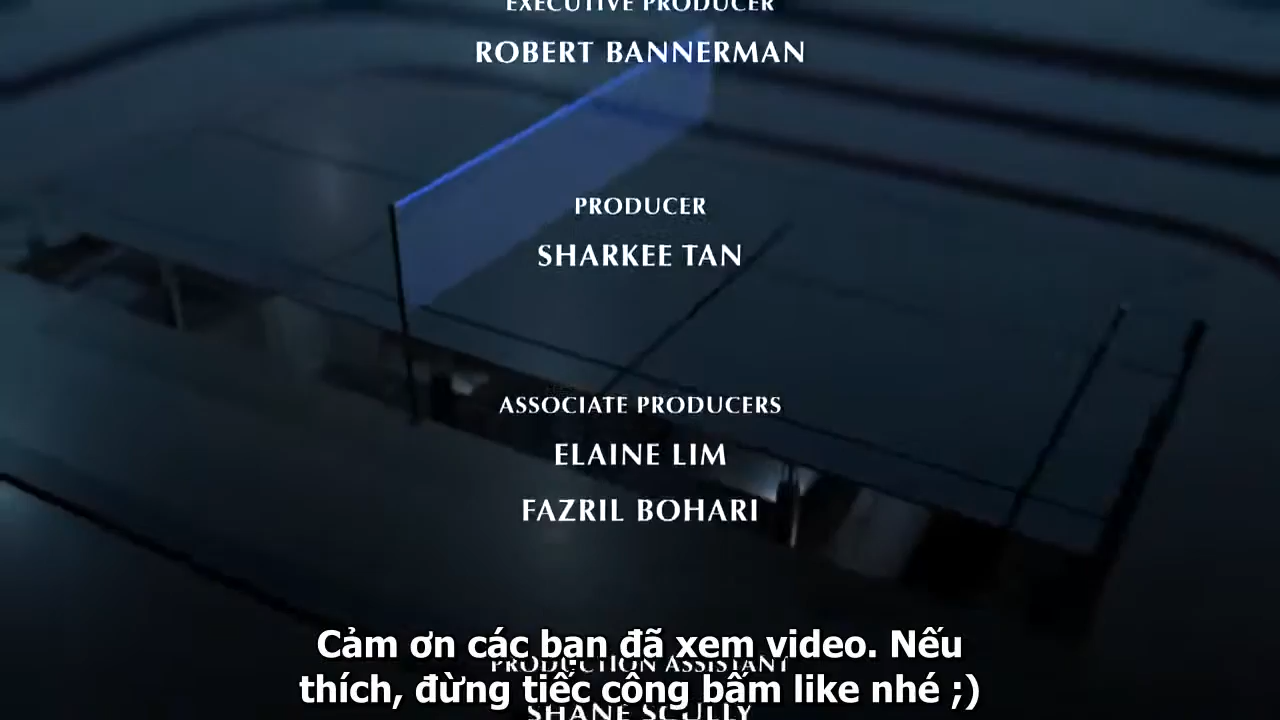 EXECUTIVE PRODUCER
ROBERT BANNERMAN
PRODUCER
SHARKEE TAN
ASSOCIATE PRODUCERS
ELAINE LIM
FAZRIL BOHARI
PRODUCTION ASSISTANT
SHANE SCULLY
Cảm ơn các bạn đã xem video. Nếu
thích, đừng tiếc công bấm like nhé ;)